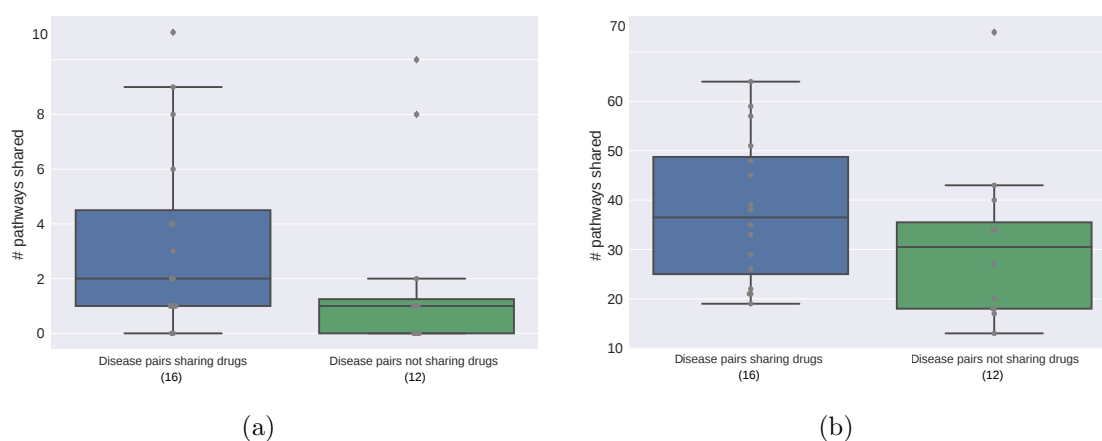 # pathways shared
10
8
6
4
2
0
Disease pairs sharing drugs
(16)
Disease pairs not sharing drugs
(12)
(a)
# pathways shared
70
60
50
40
30
20
10
Disease pairs sharing drugs
(16)
Disease pairs not sharing drugs
(12)
(b)